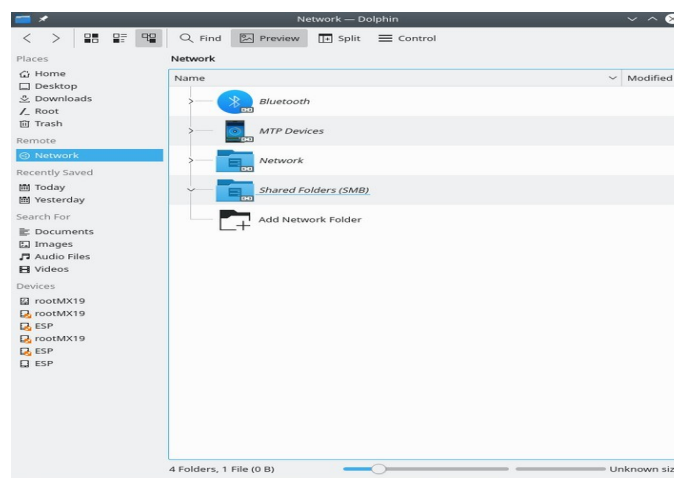 Network — Dolphin
Find Preview Split Control
Places
Home
Desktop
Downloads
Root
Trash
Remote
Network
Recently Saved
Today
Yesterday
Search For
Documents
Images
Audio Files
Videos
Devices
rootMX19
rootMX19
ESP
rootMX19
ESP
ESP
Network
Name Modified
Bluetooth
MTP Devices
Network
Shared Folders (SMB)
Add Network Folder
4 Folders, 1 File (0 B) Unknown siz